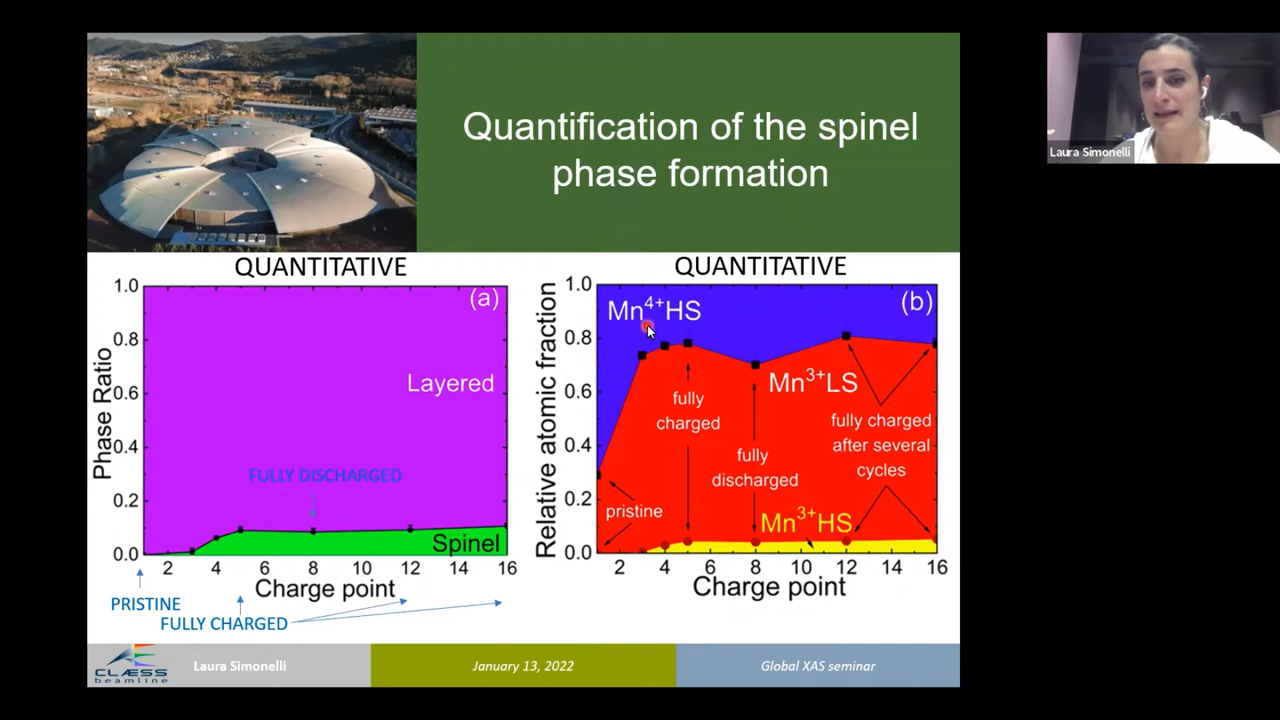 Quantification of the spinel
phase formation
Laura Simonelli
QUANTITATIVE
1.0
0.8
0.6
0.4
0.2
0.0
Phase Ratio
(a)
Layered
FULLY DISCHARGED
Spinel
2 4 6 8 10 12 14 16
Charge point
PRISTINE
FULLY CHARGED
QUANTITATIVE
1.0
0.8
0.6
0.4
0.2
0.0
Relative atomic fraction
Mn4+HS
(b)
Mn3+LS
fully
charged
fully
discharged
fully charged
after several
cycles
pristine
Mn3+HS
2 4 6 8 10 12 14 16
Charge point
CLÆSS
beamline
Laura Simonelli
January 13, 2022
Global XAS seminar